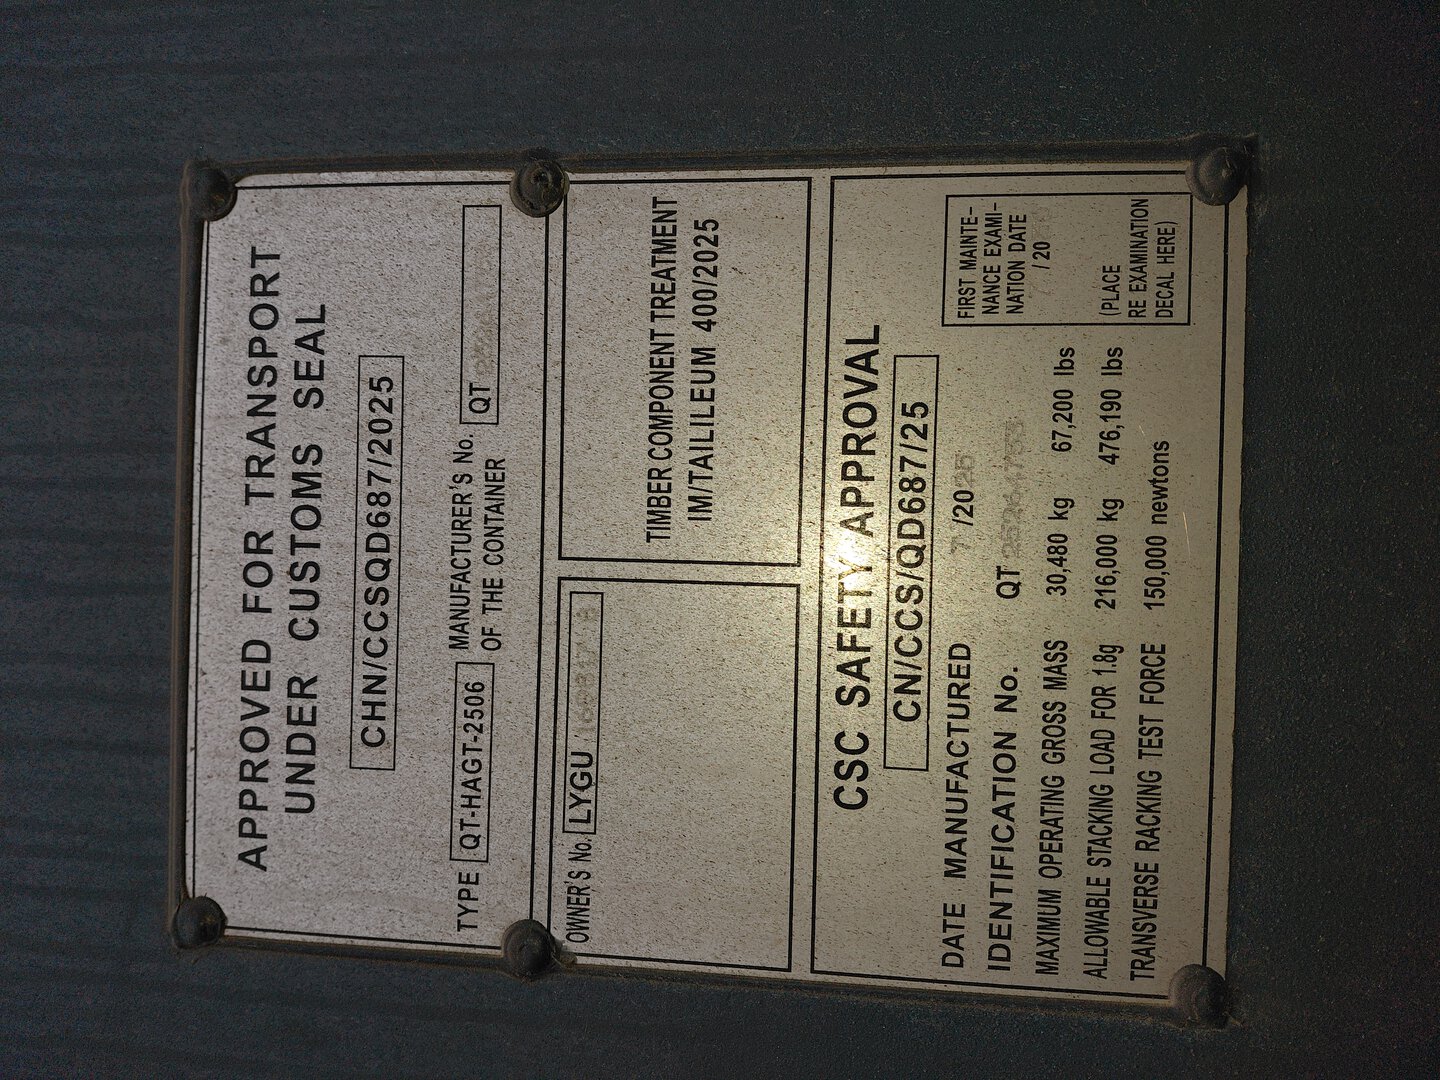 APPROVED FOR TRANSPORT
UNDER CUSTOMS SEAL
CHN/CCSQD687/2025
TYPE QT-HAGT-2506 MANUFACTURER'S No.
OF THE CONTAINER QT
OWNER'S No. LYGU
TIMBER COMPONENT TREATMENT
IM/TAILILEUM 400/2025
CSC SAFETY APPROVAL
CN/CCS/QD687/25
DATE MANUFACTURED 7 /2025
IDENTIFICATION No. QT
MAXIMUM OPERATING GROSS MASS 30,480 kg 67,200 lbs
ALLOWABLE STACKING LOAD FOR 1.8g 216,000 kg 476,190 lbs
TRANSVERSE RACKING TEST FORCE 150,000 newtons
FIRST MAINTE-
NANCE EXAMI-
NATION DATE
/ 20
(PLACE
RE EXAMINATION
DECAL HERE)